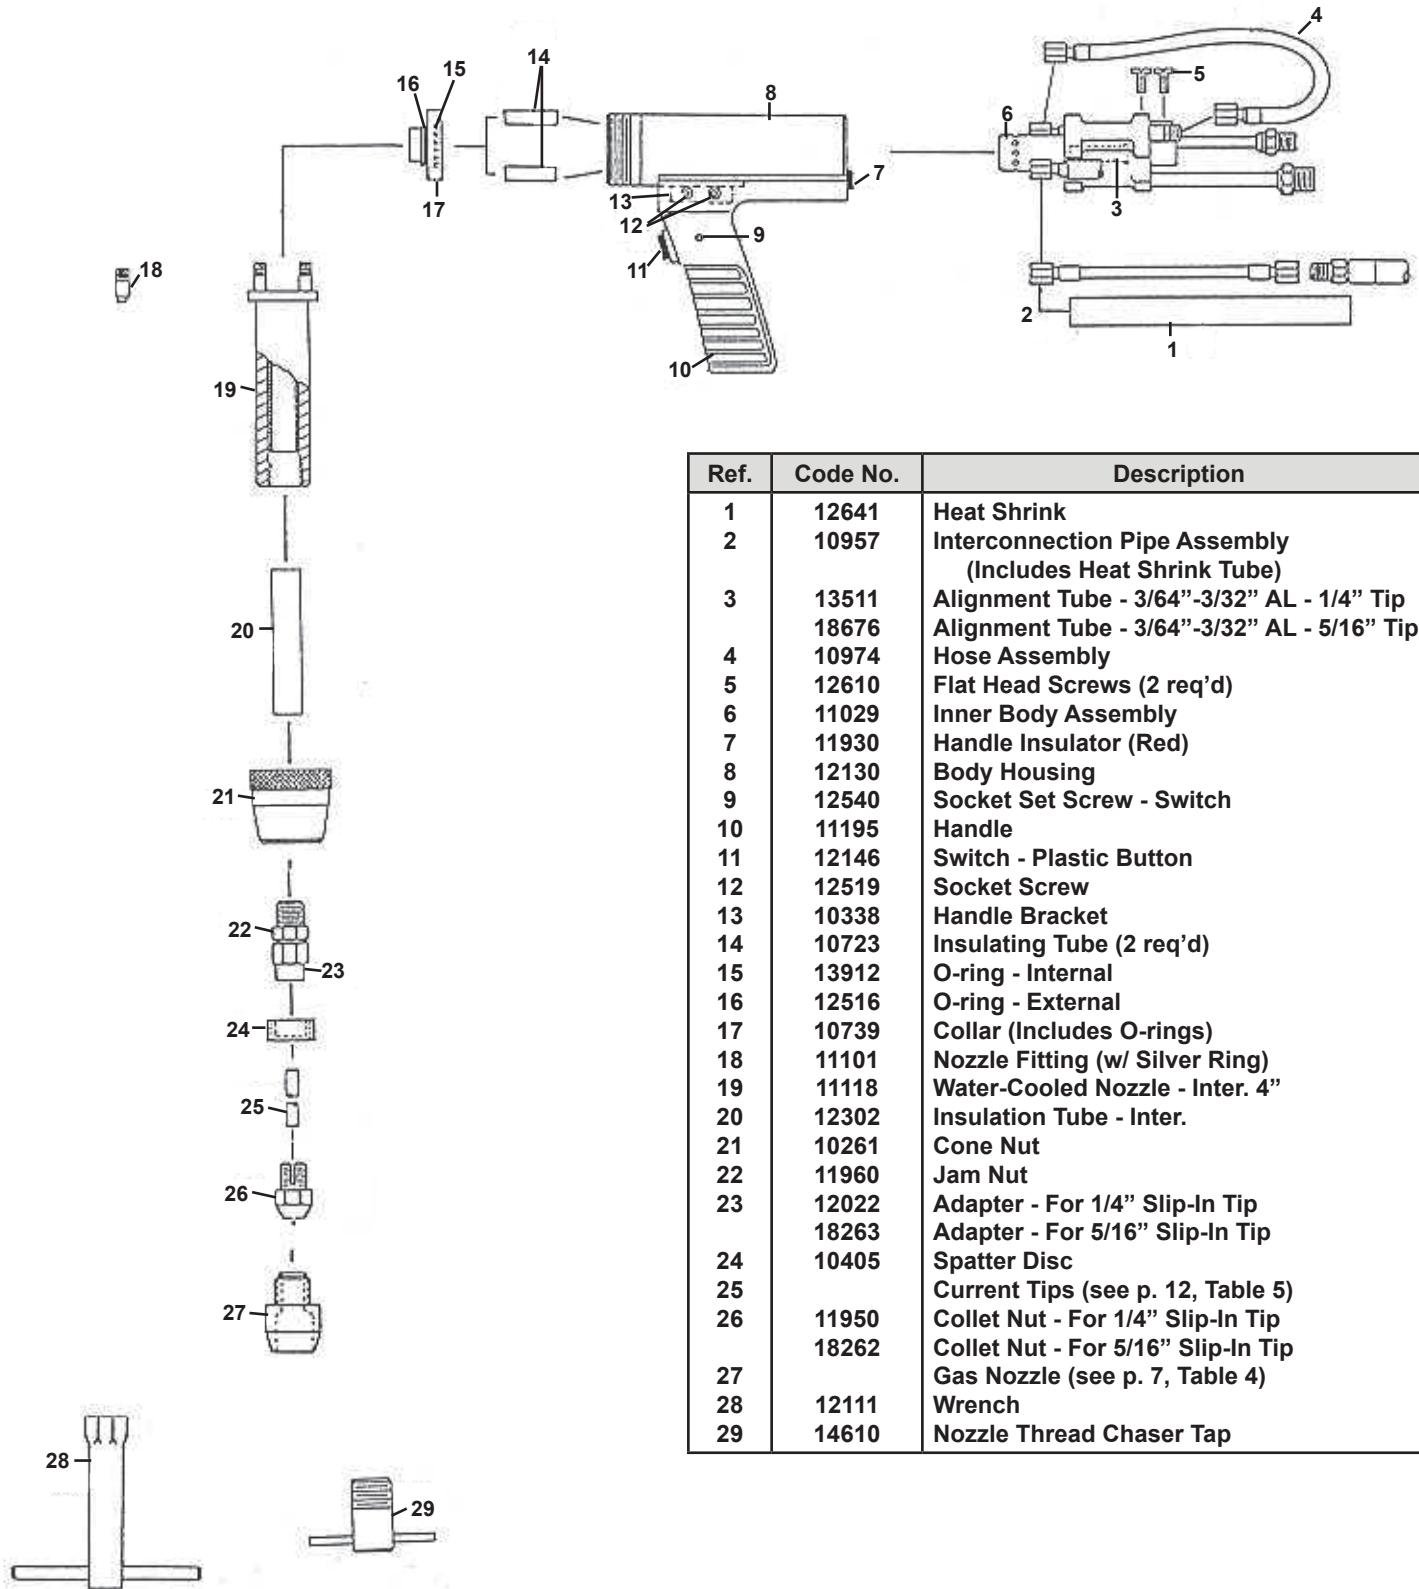 4
14
15
16
5
8
6
17
13
7
12
3
9
11
18
2
1
10
19
20
21
22
23
24
25
26
27
28
29
Ref. Code No. Description
1 12641 Heat Shrink
2 10957 Interconnection Pipe Assembly
(Includes Heat Shrink Tube)
3 13511 Alignment Tube - 3/64”-3/32” AL - 1/4” Tip
18676 Alignment Tube - 3/64”-3/32” AL - 5/16” Tip
4 10974 Hose Assembly
5 12610 Flat Head Screws (2 req’d)
6 11029 Inner Body Assembly
7 11930 Handle Insulator (Red)
8 12130 Body Housing
9 12540 Socket Set Screw - Switch
10 11195 Handle
11 12146 Switch - Plastic Button
12 12519 Socket Screw
13 10338 Handle Bracket
14 10723 Insulating Tube (2 req’d)
15 13912 O-ring - Internal
16 12516 O-ring - External
17 10739 Collar (Includes O-rings)
18 11101 Nozzle Fitting (w/ Silver Ring)
19 11118 Water-Cooled Nozzle - Inter. 4”
20 12302 Insulation Tube - Inter.
21 10261 Cone Nut
22 11960 Jam Nut
23 12022 Adapter - For 1/4” Slip-In Tip
18263 Adapter - For 5/16” Slip-In Tip
24 10405 Spatter Disc
25 Current Tips (see p. 12, Table 5)
26 11950 Collet Nut - For 1/4” Slip-In Tip
18262 Collet Nut - For 5/16” Slip-In Tip
27 Gas Nozzle (see p. 7, Table 4)
28 12111 Wrench
29 14610 Nozzle Thread Chaser Tap